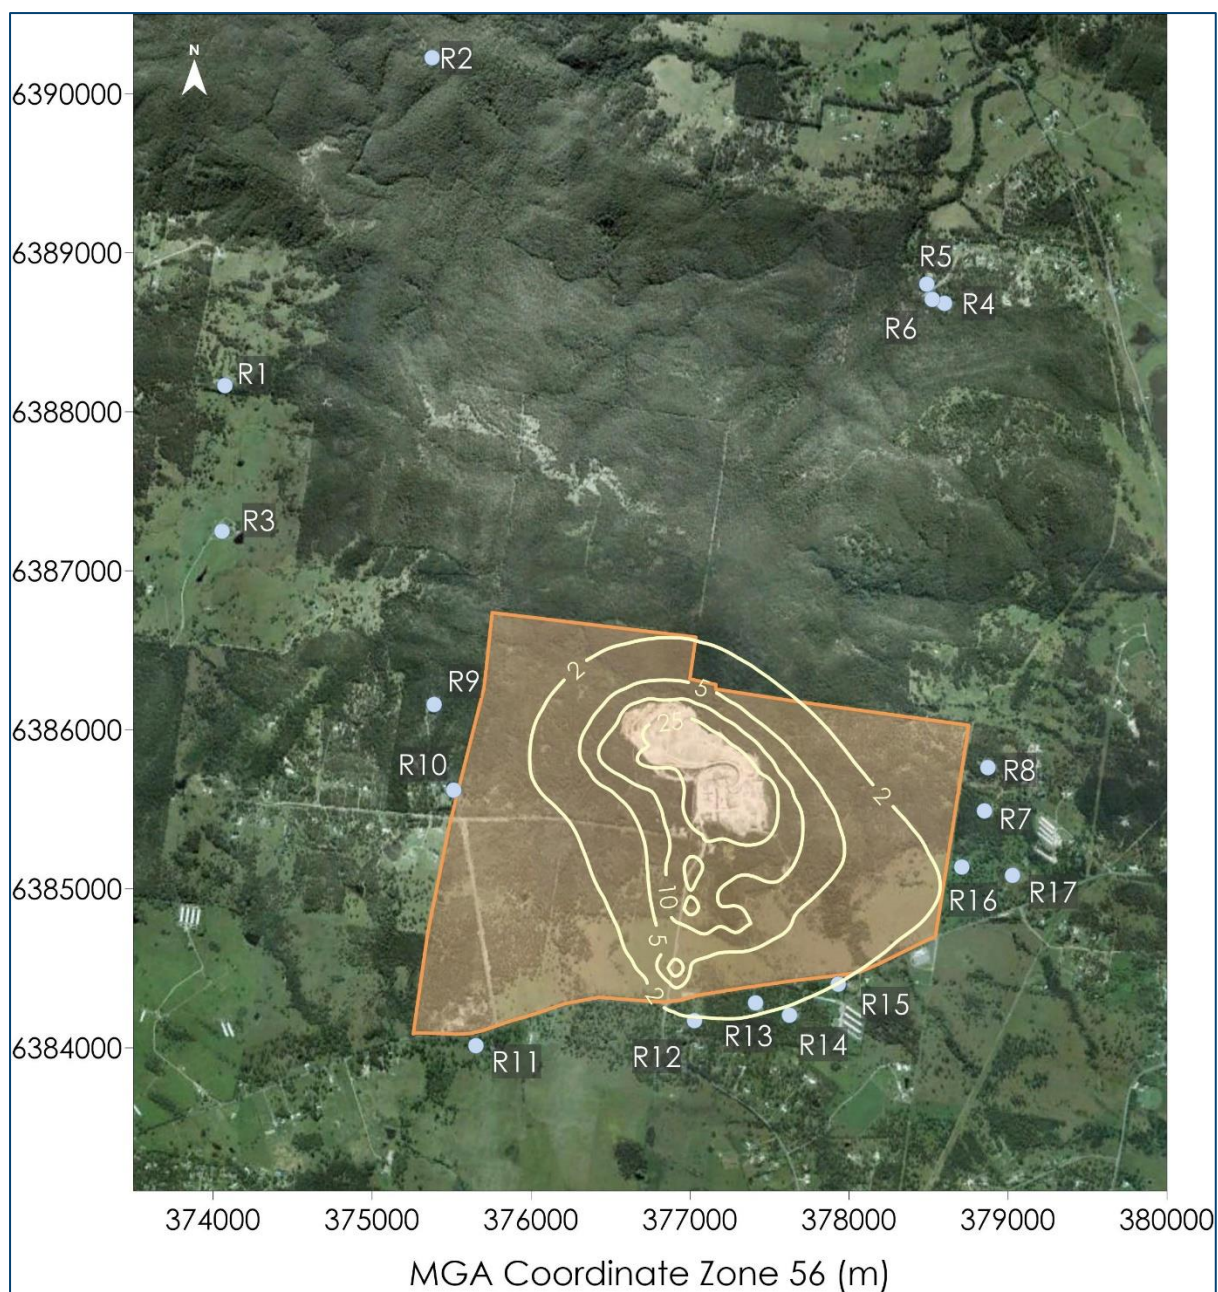 N
R2
6390000
6389000
R5
R4
R6
R1
6388000
R3
6387000
2
5
R9
25
6386000
R10
R8
2
R7
6385000
10
R16
R17
5
2
R15
R13
R14
R12
R11
6384000
374000 375000 376000 377000 378000 379000 380000
MGA Coordinate Zone 56 (m)